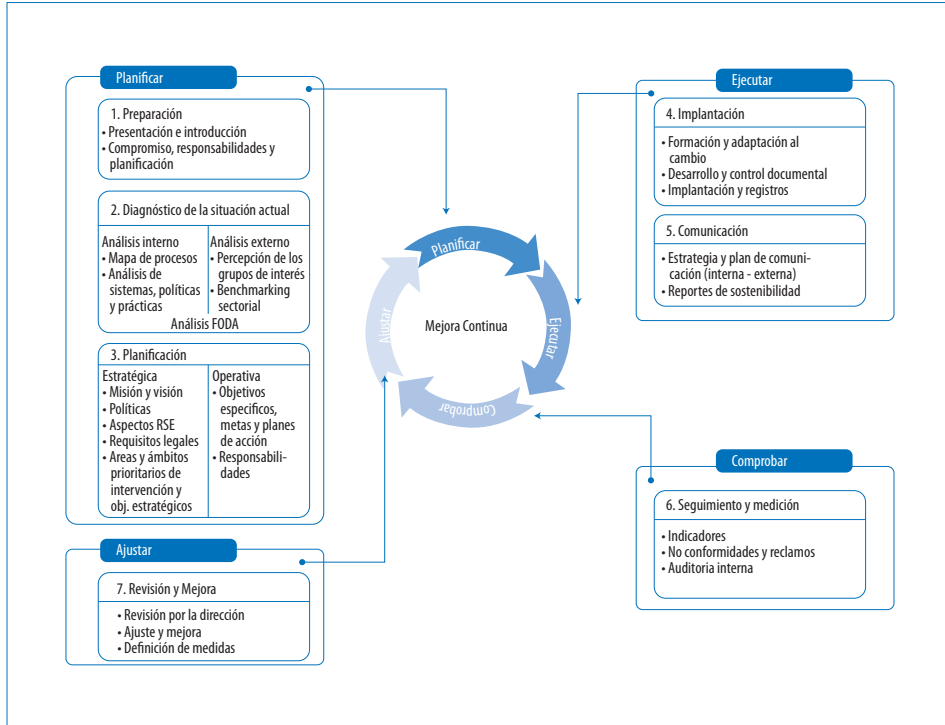 Planificar
1. Preparación
• Presentación e introducción
• Compromiso, responsabilidades y
planificación
2. Diagnóstico de la situación actual
Análisis interno
• Mapa de procesos
• Análisis de
sistemas, políticas
y prácticas
Análisis externo
• Percepción de los
grupos de interés
• Benchmarking
sectorial
Análisis FODA
3. Planificación
Estratégica
• Misión y visión
• Políticas
• Aspectos RSE
• Requisitos legales
• Areas y ámbitos
prioritarios de
intervención y
obj. estratégicos
Operativa
• Objetivos
especificos,
metas y planes
de acción
• Responsabili-
dades
Ajustar
7. Revisión y Mejora
• Revisión por la dirección
• Ajuste y mejora
• Definición de medidas
Planificar
Ejecutar
Comprobar
Ajustar
Mejora Continua
Ejecutar
4. Implantación
• Formación y adaptación al
cambio
• Desarrollo y control documental
• Implantación y registros
5. Comunicación
• Estrategia y plan de comuni-
cación (interna - externa)
• Reportes de sostenibilidad
Comprobar
6. Seguimiento y medición
• Indicadores
• No conformidades y reclamos
• Auditoria interna